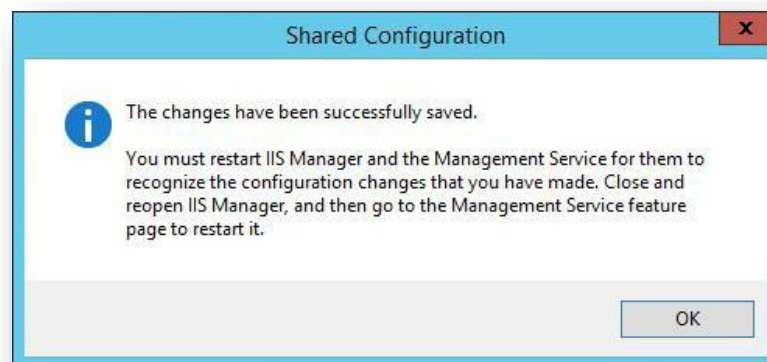 Shared Configuration
x
The changes have been successfully saved.
You must restart IIS Manager and the Management Service for them to
recognize the configuration changes that you have made. Close and
reopen IIS Manager, and then go to the Management Service feature
page to restart it.
OK